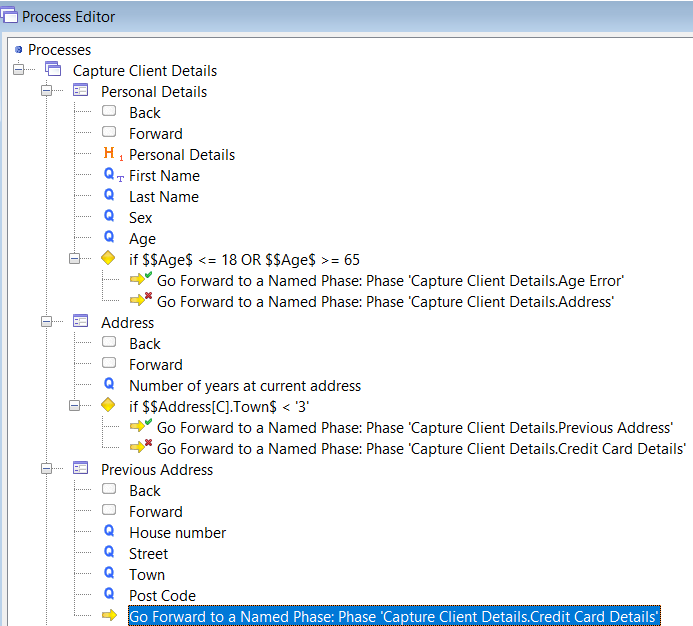 Process Editor
Processes
Capture Client Details
Personal Details
Back
Forward
H 1 Personal Details
Q T First Name
Q Last Name
Q Sex
Q Age
if $$Age$ <= 18 OR $$Age$ >= 65
Go Forward to a Named Phase: Phase 'Capture Client Details.Age Error'
Go Forward to a Named Phase: Phase 'Capture Client Details.Address'
Address
Back
Forward
Q Number of years at current address
if $$Address[C].Town$ < '3'
Go Forward to a Named Phase: Phase 'Capture Client Details.Previous Address'
Go Forward to a Named Phase: Phase 'Capture Client Details.Credit Card Details'
Previous Address
Back
Forward
Q House number
Q Street
Q Town
Q Post Code
Go Forward to a Named Phase: Phase 'Capture Client Details.Credit Card Details'